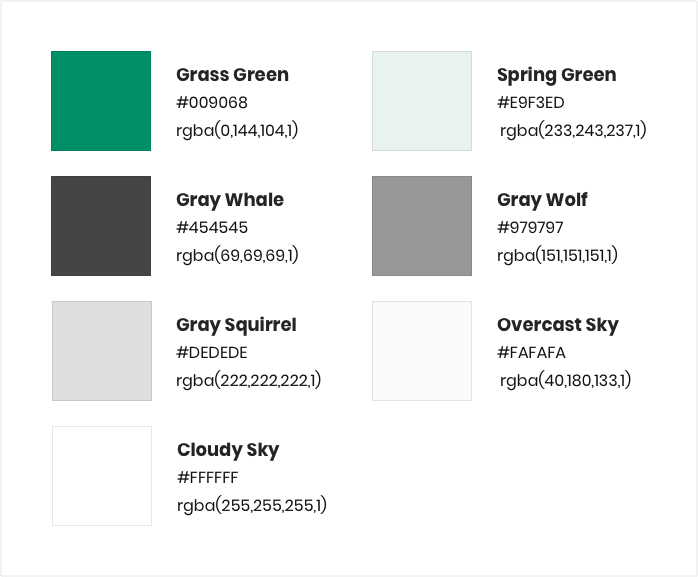 Grass Green
#009068
rgba(0,144,104,1)
Spring Green
#E9F3ED
rgba(233,243,237,1)
Gray Whale
#454545
rgba(69,69,69,1)
Gray Wolf
#979797
rgba(151,151,151,1)
Gray Squirrel
#DEDEDE
rgba(222,222,222,1)
Overcast Sky
#FAFAFA
rgba(40,180,133,1)
Cloudy Sky
#FFFFFF
rgba(255,255,255,1)